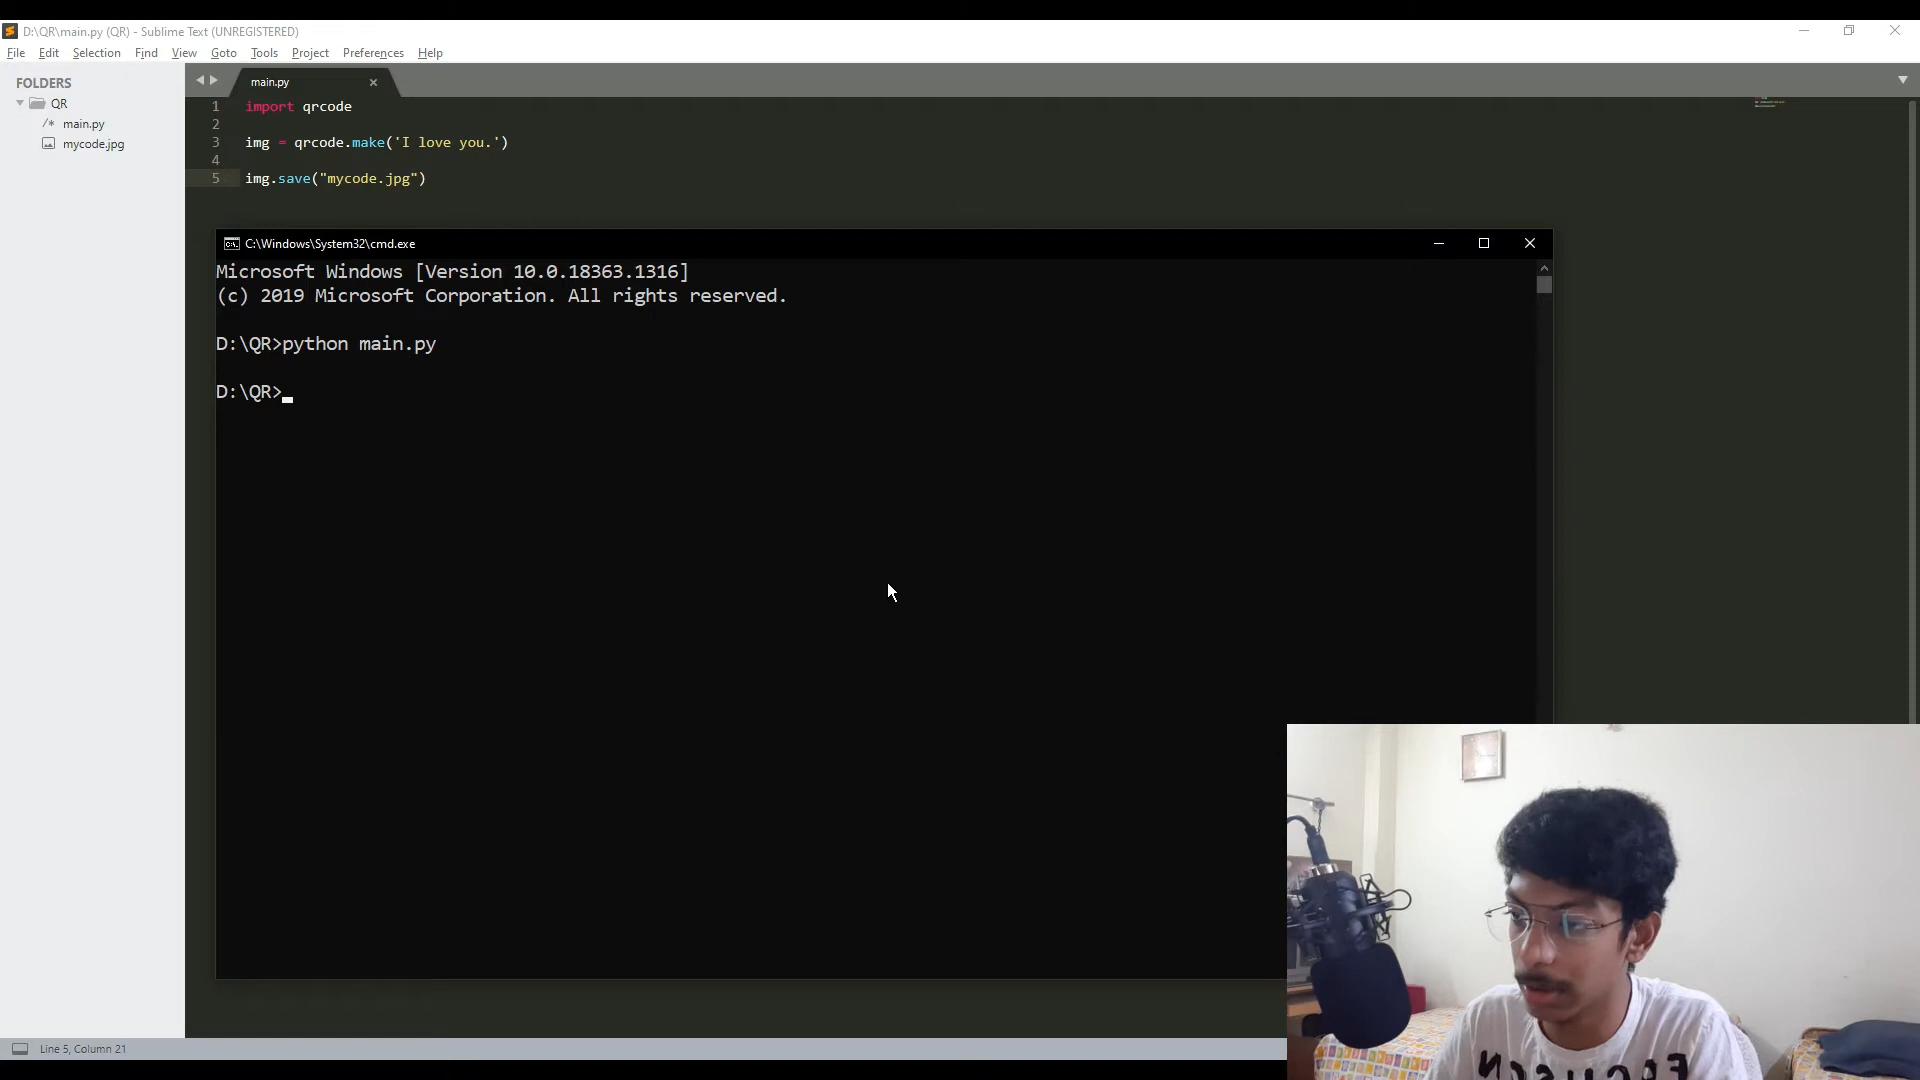 D:\QR\main.py (QR) - Sublime Text (UNREGISTERED)
File Edit Selection Find View Goto Tools Project Preferences Help
FOLDERS
QR
/* main.py
mycode.jpg
main.py
1 import qrcode
2
3 img = qrcode.make('I love you.')
4
5 img.save("mycode.jpg")
C:\Windows\System32\cmd.exe
Microsoft Windows [Version 10.0.18363.1316]
(c) 2019 Microsoft Corporation. All rights reserved.
D:\QR>python main.py
D:\QR>
Line 5, Column 21